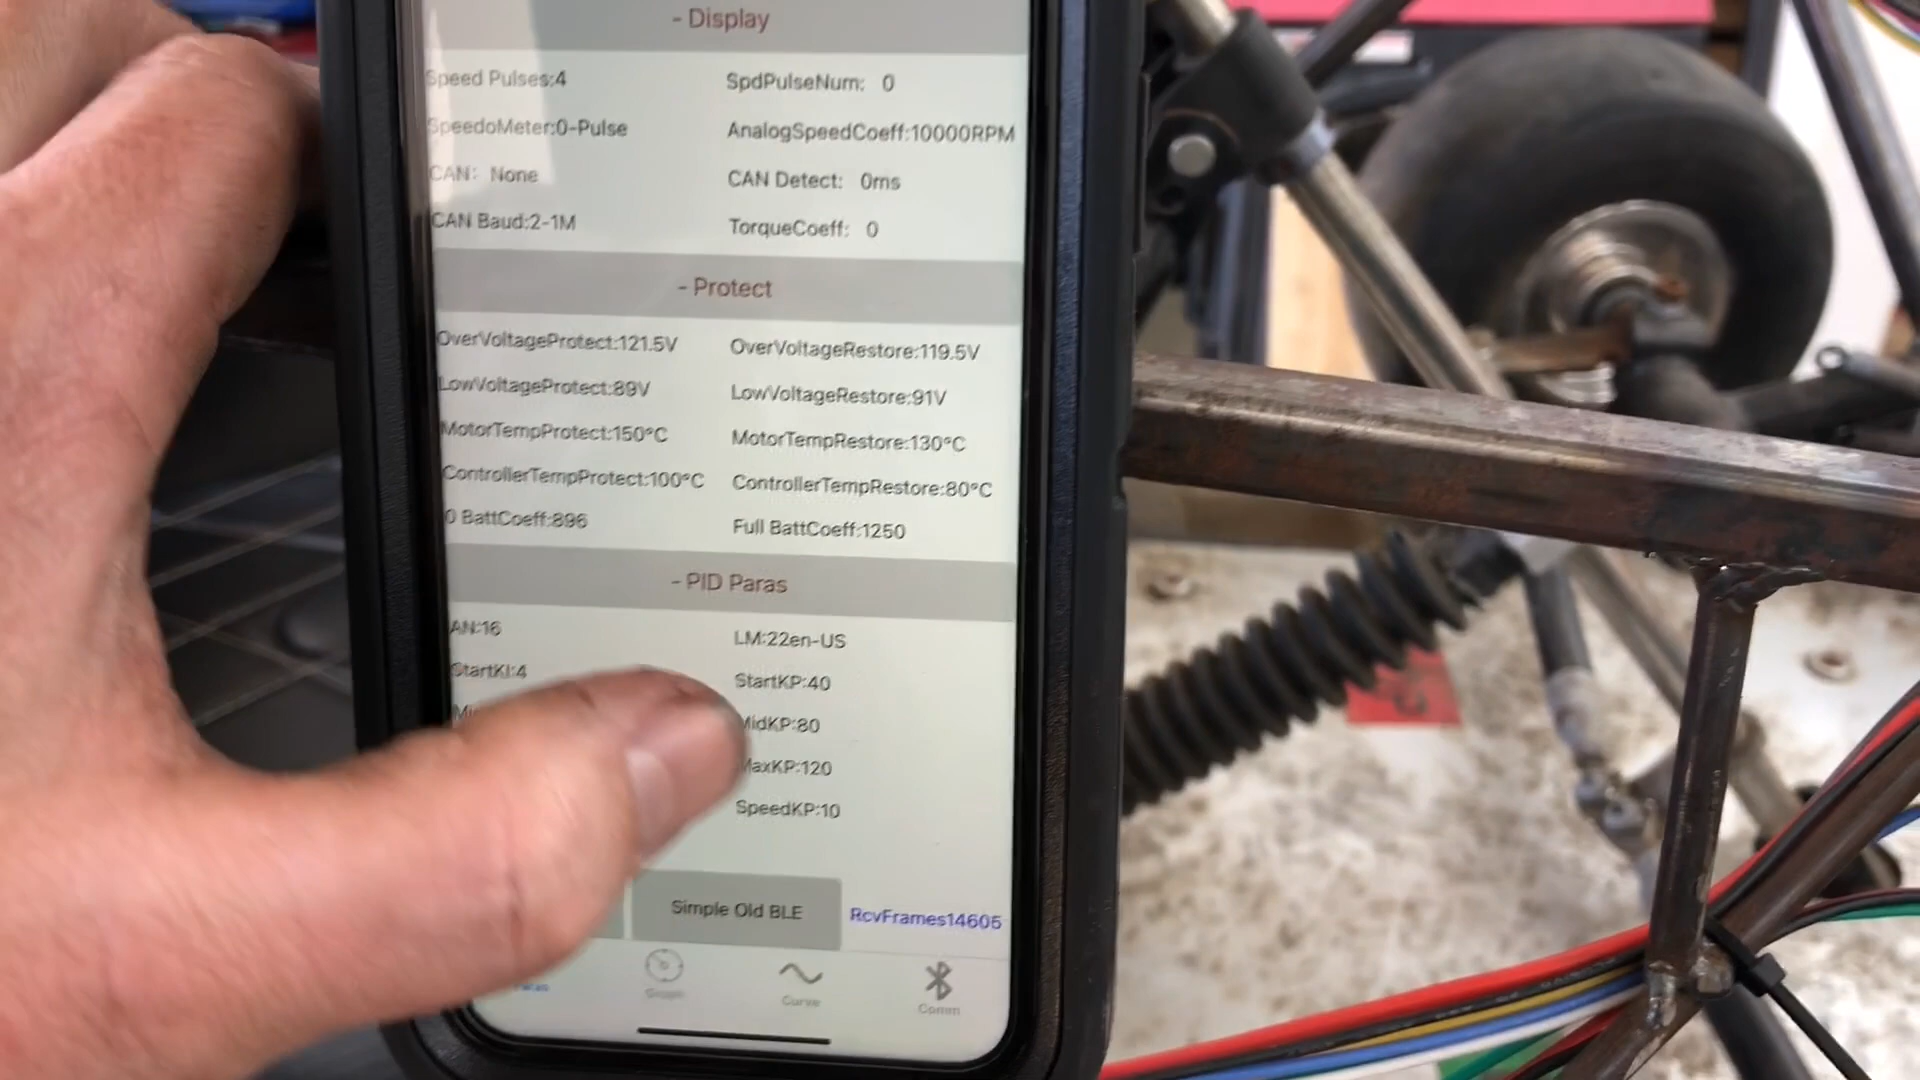 - Display
Speed Pulses:4 SpdPulseNum: 0
SpeedoMeter:0-Pulse AnalogSpeedCoeff:10000RPM
CAN: None CAN Detect: 0ms
CAN Baud:2-1M TorqueCoeff: 0
- Protect
OverVoltageProtect:121.5V OverVoltageRestore:119.5V
LowVoltageProtect:89V LowVoltageRestore:91V
MotorTempProtect:150°C MotorTempRestore:130°C
ControllerTempProtect:100°C ControllerTempRestore:80°C
0 BattCoeff:896 Full BattCoeff:1250
- PID Paras
AN:16 LM:22en-US
StartKI:4 StartKP:40
MidKP:80
MaxKP:120
SpeedKP:10
Simple Old BLE RcvFrames14605
Curve Comm